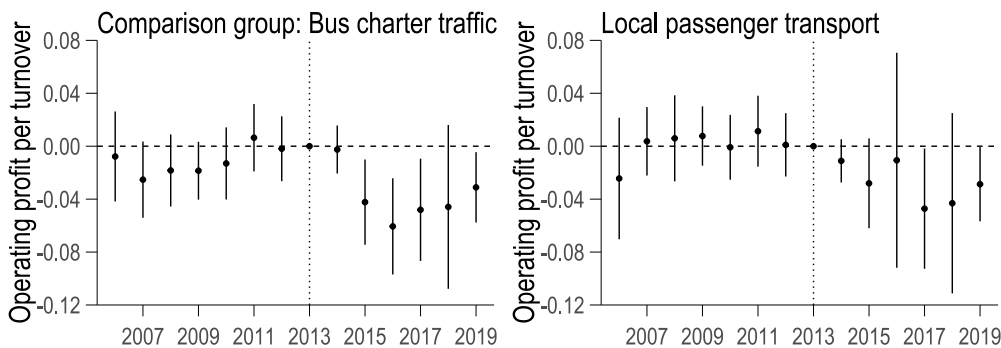 Comparison group: Bus charter traffic
Operating profit per turnover
0.08
0.04
0.00
-0.04
-0.08
-0.12
2007 2009 2011 2013 2015 2017 2019
Local passenger transport
Operating profit per turnover
0.08
0.04
0.00
-0.04
-0.08
-0.12
2007 2009 2011 2013 2015 2017 2019